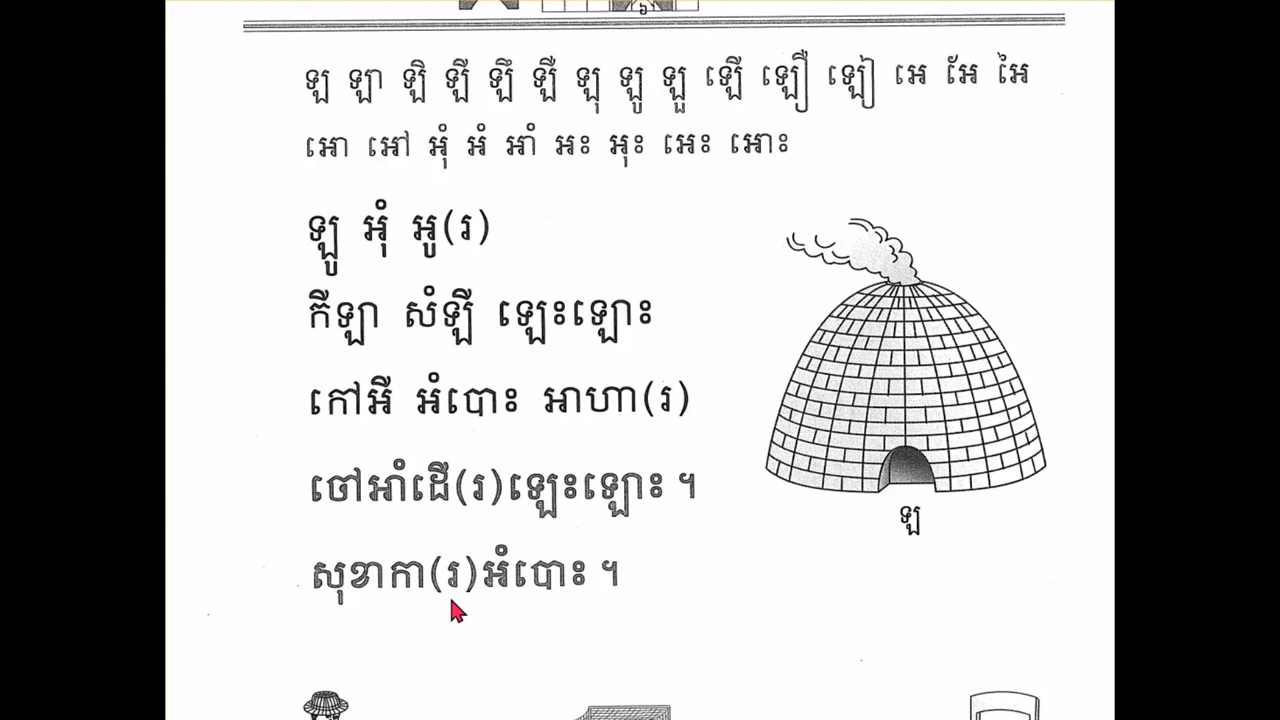 ៦
ឡ ឡា ឡិ ឡី ឡឹ ឡឺ ឡុ ឡូ ឡួ ឡើ ឡឿ ឡៀ អេ អែ អៃ
អោ អៅ អុំ អំ អាំ អះ អុះ អេះ អោះ
ឡូ អុំ អូ(រ)
កីឡា សំឡី ឡេះឡោះ
កៅអី អំបោះ អាហា(រ)
ចៅអាំដើ(រ)ឡេះឡោះ ។
សុខាកា(រ)អំបោះ ។
ឡ